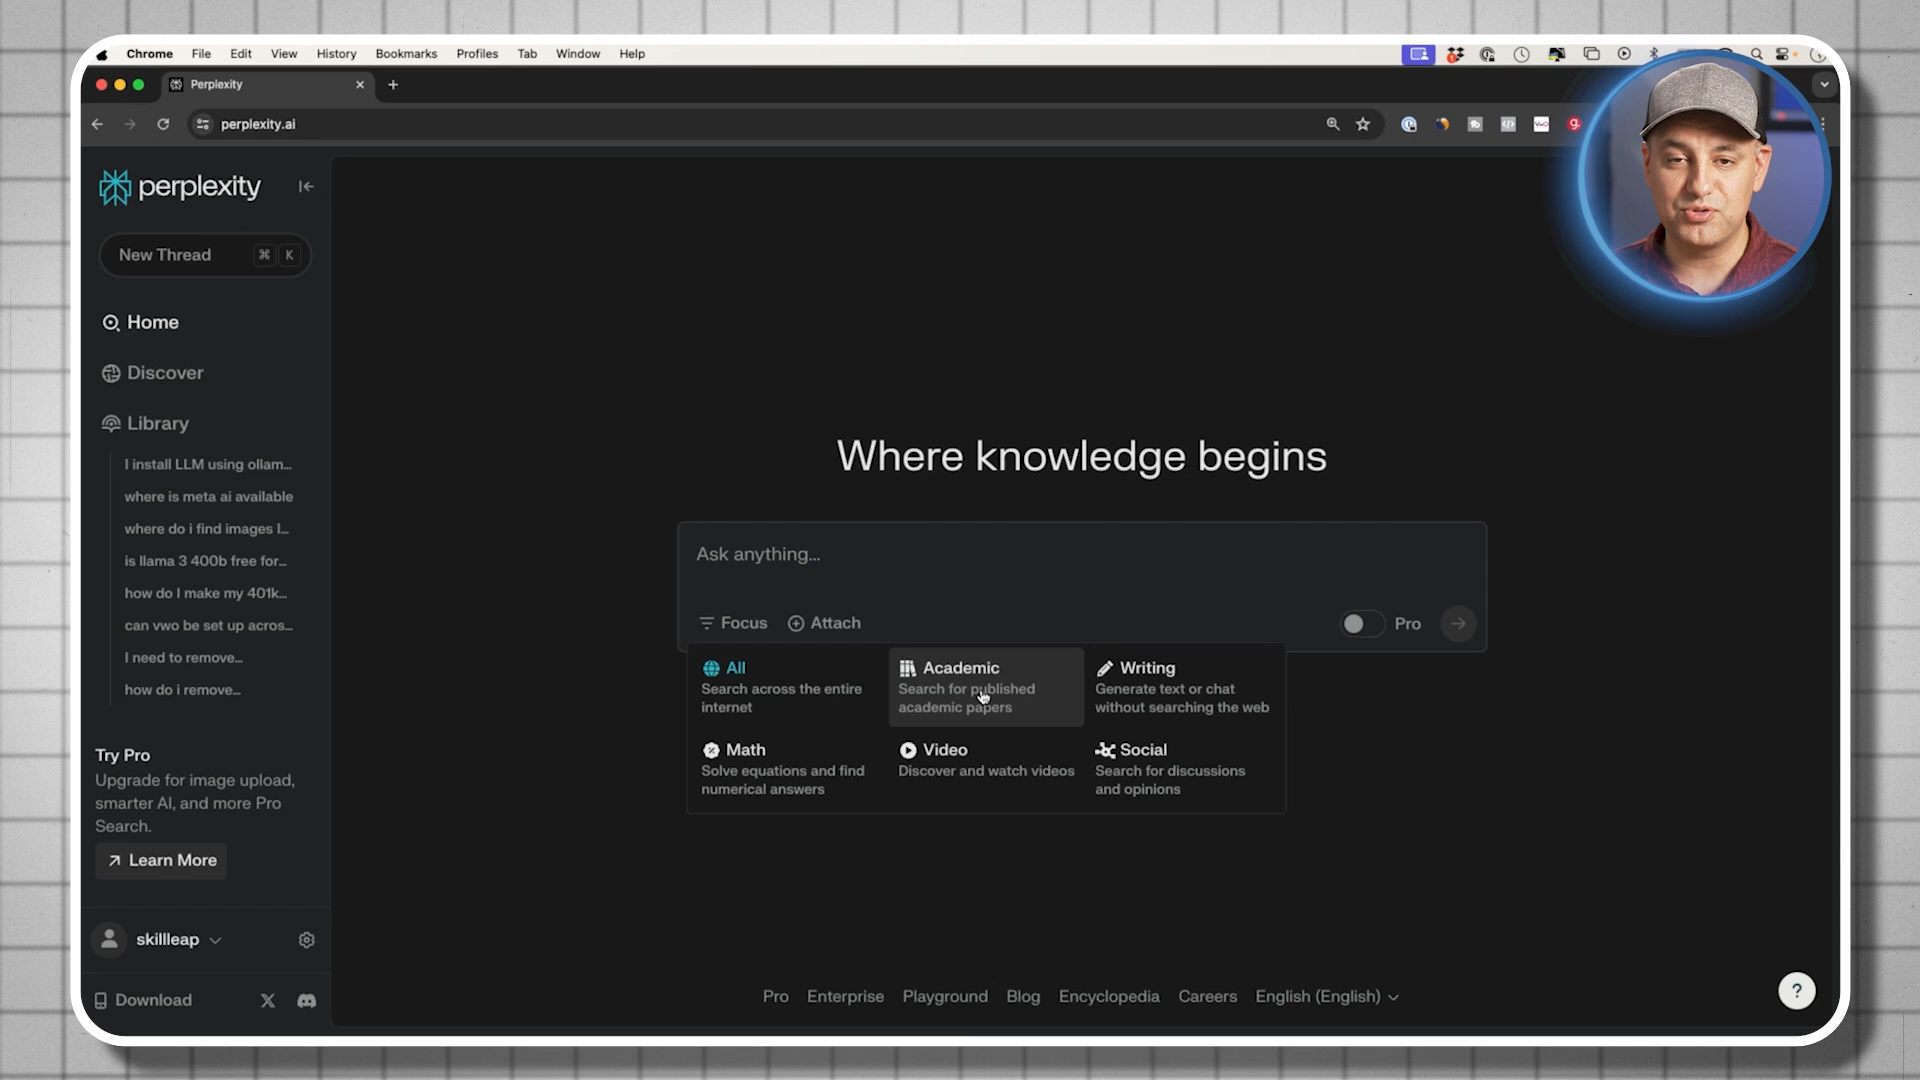 Chrome File Edit View History Bookmarks Profiles Tab Window Help
Perplexity
perplexity.ai
perplexity
New Thread ⌘ K
Home
Discover
Library
I install LLM using ollam...
where is meta ai available
where do i find images l...
is llama 3 400b free for...
how do I make my 401k...
can vwo be set up acros...
I need to remove...
how do i remove...
Try Pro
Upgrade for image upload,
smarter AI, and more Pro
Search.
Learn More
skillleap
Download
Where knowledge begins
Ask anything...
Focus Attach Pro
All
Search across the entire
internet
Academic
Search for published
academic papers
Writing
Generate text or chat
without searching the web
Math
Solve equations and find
numerical answers
Video
Discover and watch videos
Social
Search for discussions
and opinions
Pro Enterprise Playground Blog Encyclopedia Careers English (English)
?